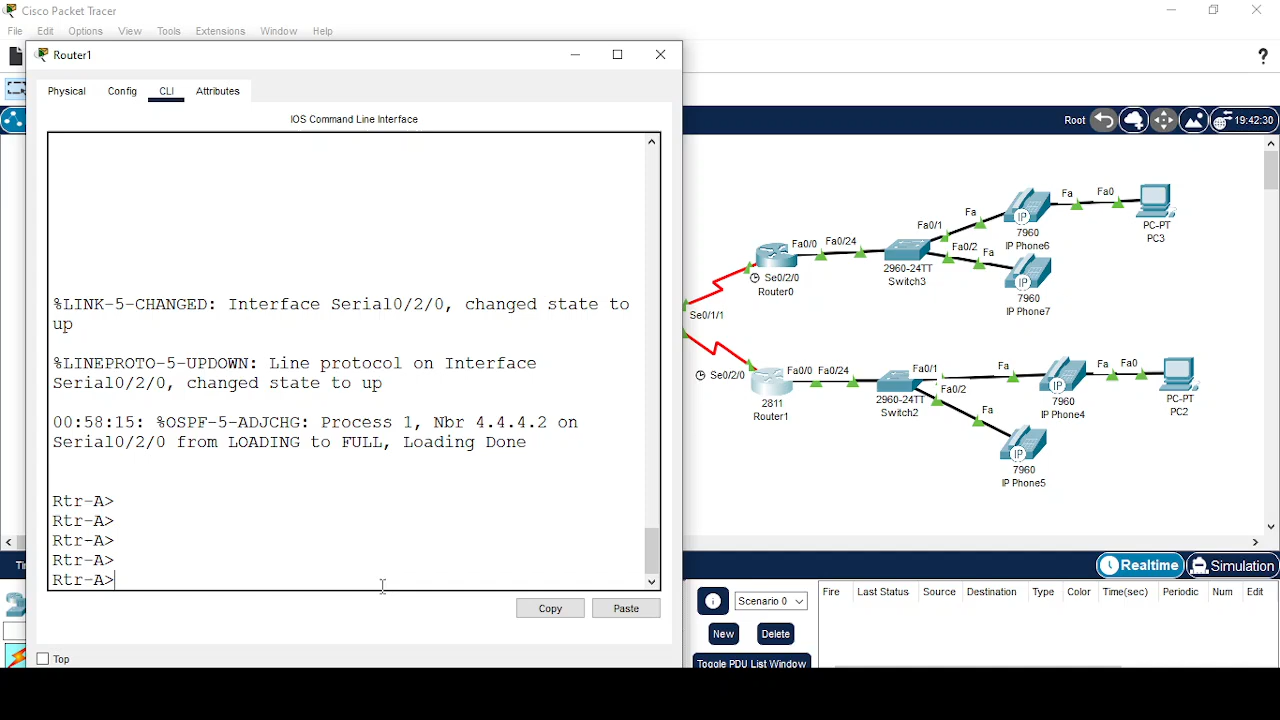 Cisco Packet Tracer
File Edit Options View Tools Extensions Window Help
Router1
Physical Config CLI Attributes
IOS Command Line Interface
%LINK-5-CHANGED: Interface Serial0/2/0, changed state to
up
%LINEPROTO-5-UPDOWN: Line protocol on Interface
Serial0/2/0, changed state to up
00:58:15: %OSPF-5-ADJCHG: Process 1, Nbr 4.4.4.2 on
Serial0/2/0 from LOADING to FULL, Loading Done
Rtr-A>
Rtr-A>
Rtr-A>
Rtr-A>
Rtr-A>
Copy Paste
Top
?
Root 19:42:30
Fa Fa0
Fa
IP
Fa0/1
7960
IP Phone6
PC-PT
PC3
Fa0/0 Fa0/24
Fa0/2 Fa
Se0/2/0
Router0
2960-24TT
Switch3
IP
7960
IP Phone7
Se0/1/1
Se0/2/0 Fa0/0 Fa0/24 Fa0/1 Fa Fa Fa0
2811
Router1
2960-24TT
Switch2
Fa0/2
IP
7960
IP Phone4
PC-PT
PC2
Fa
IP
7960
IP Phone5
Realtime Simulation
Scenario 0
New Delete
Toggle PDU List Window
Fire Last Status Source Destination Type Color Time(sec) Periodic Num Edit